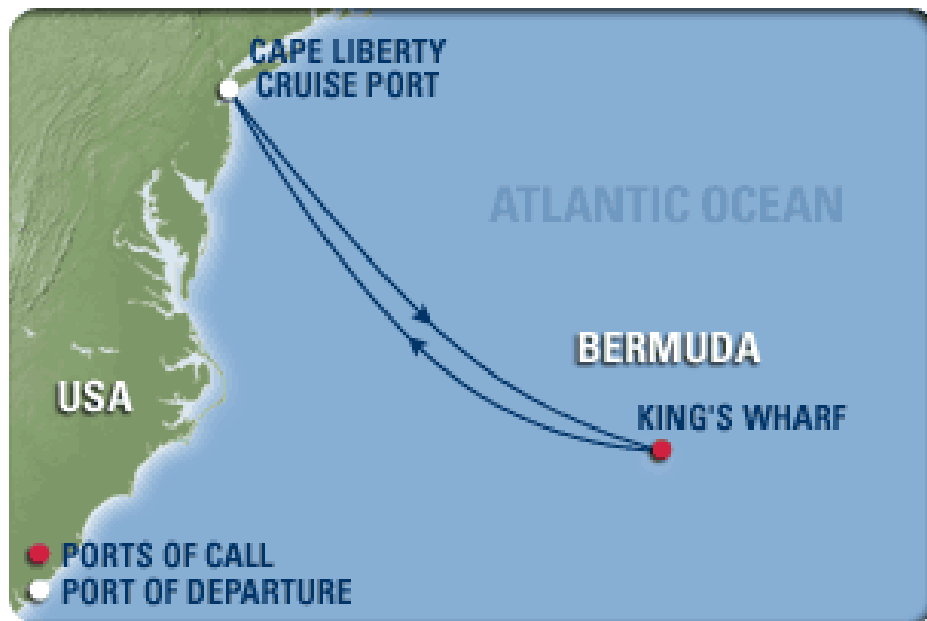 CAPE LIBERTY
CRUISE PORT
ATLANTIC OCEAN
BERMUDA
KING'S WHARF
USA
PORTS OF CALL
PORT OF DEPARTURE